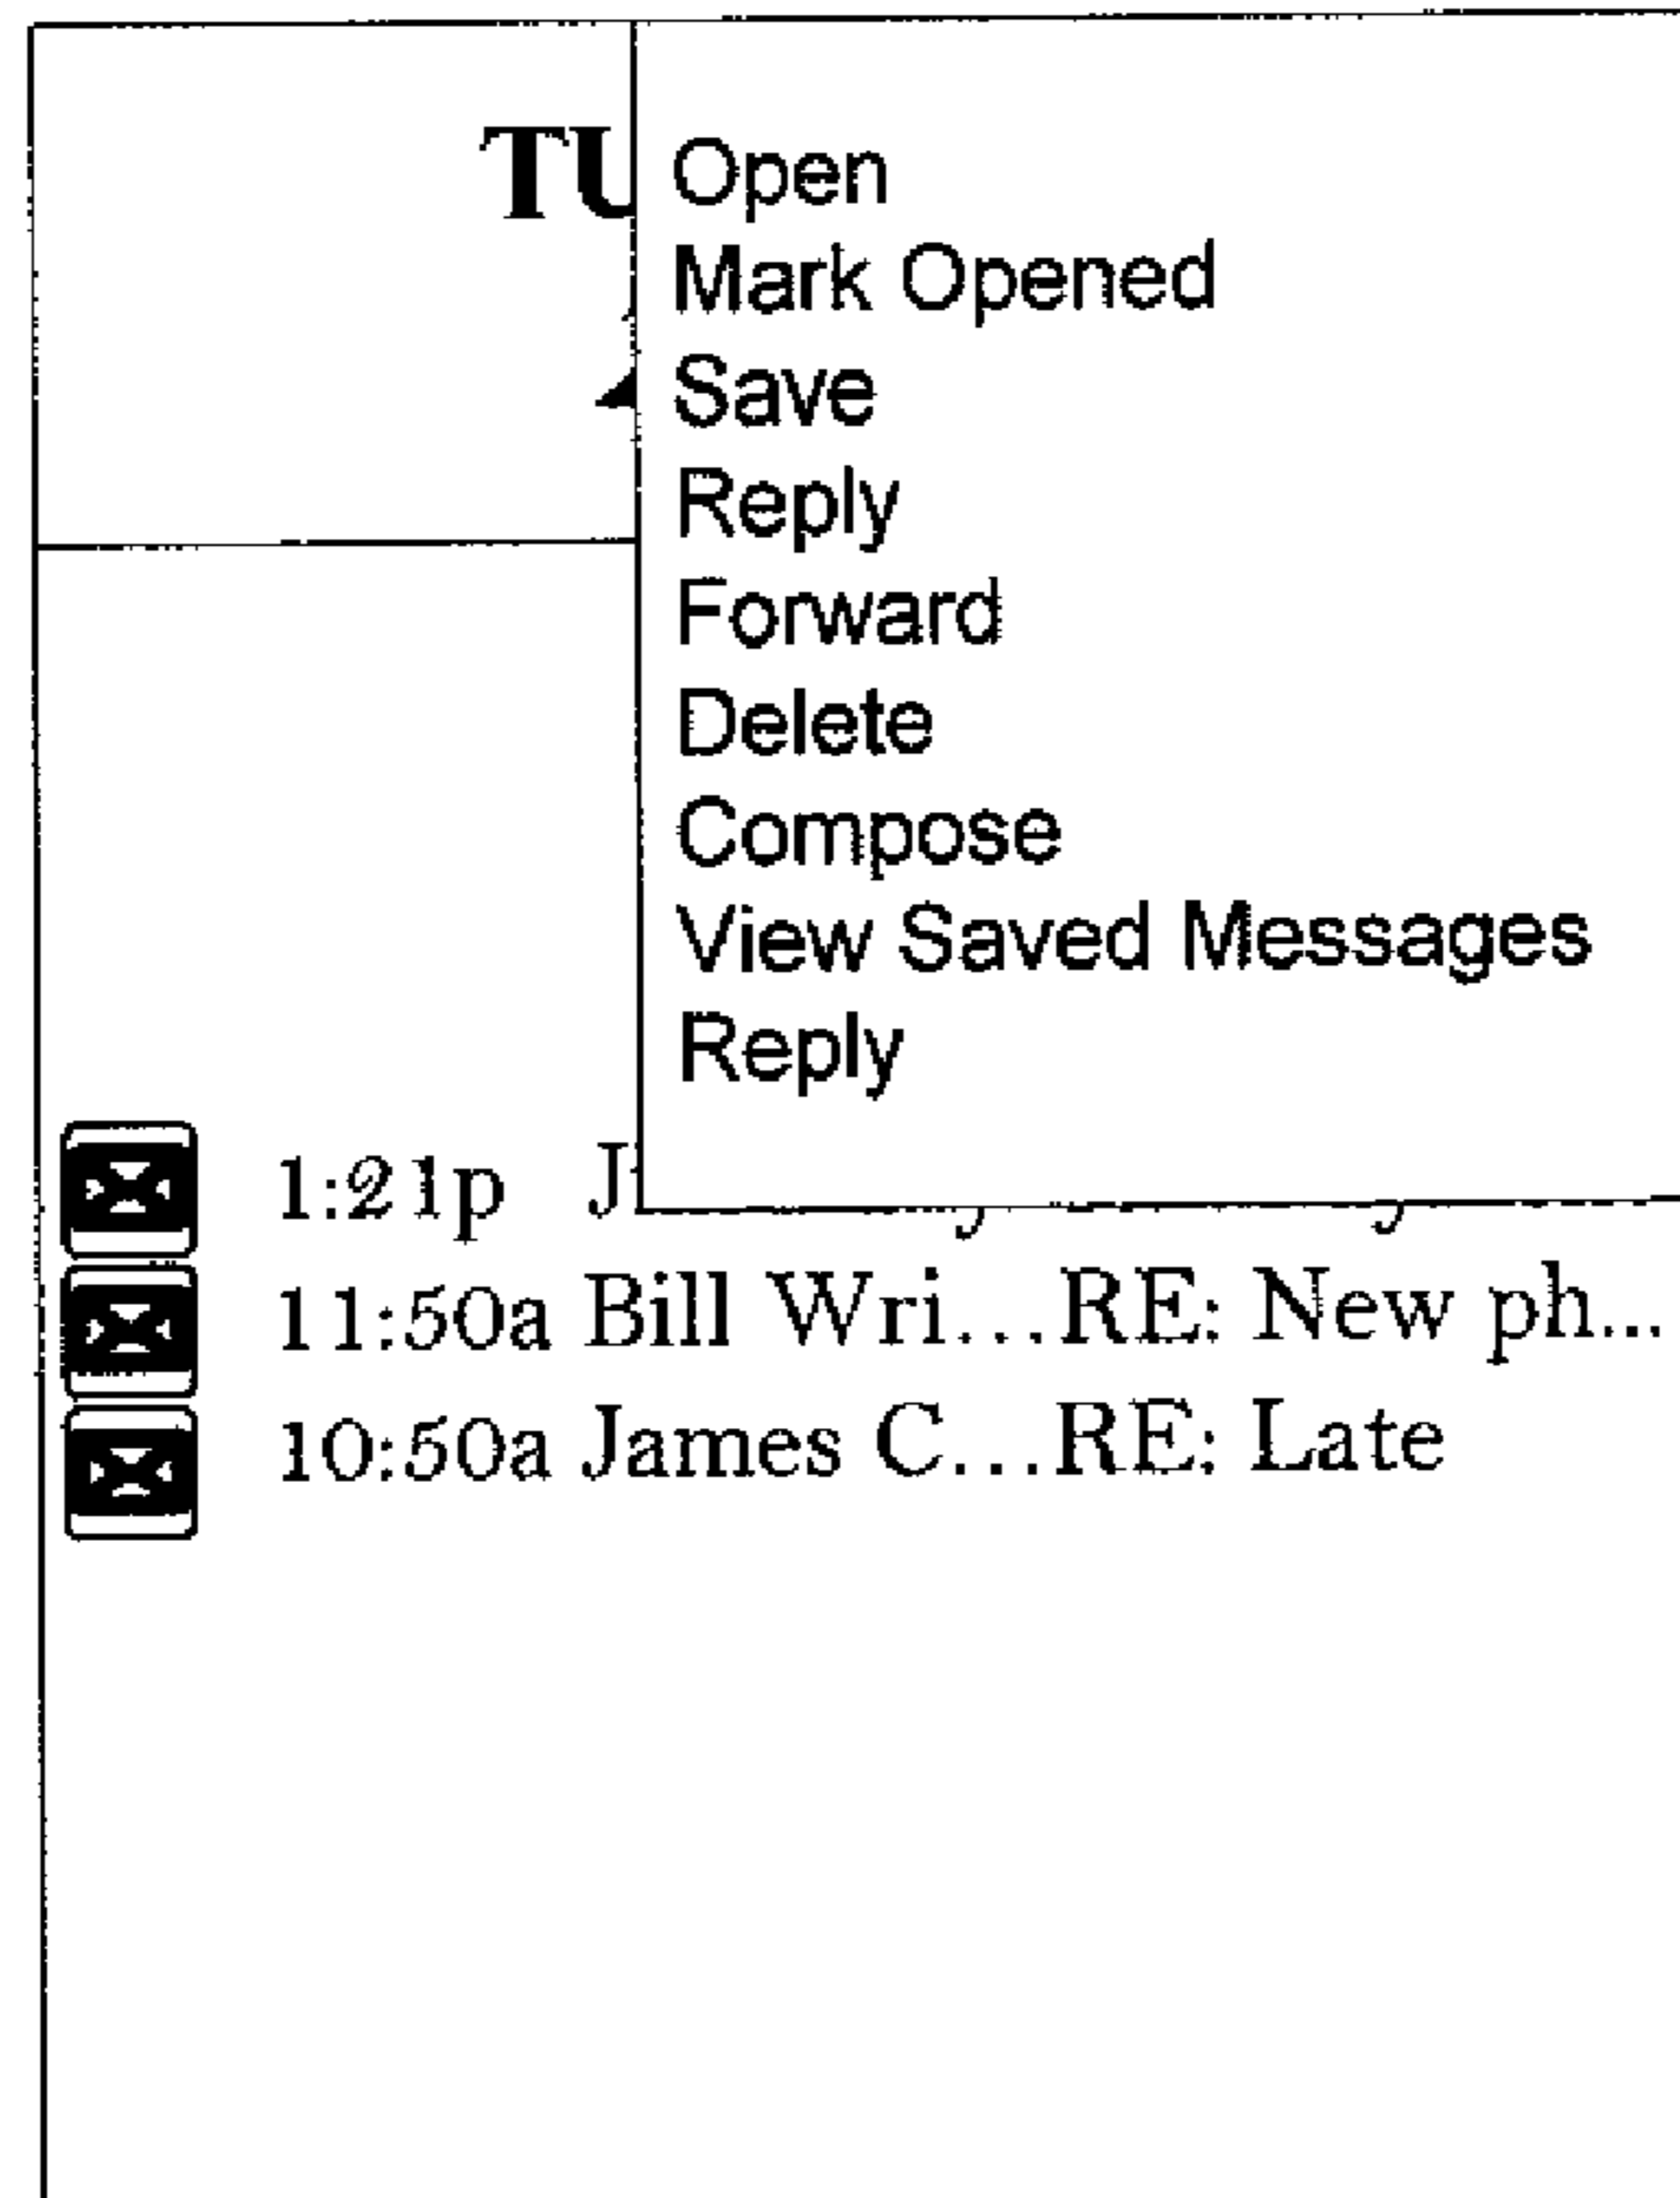 TU
Open
Mark Opened
Save
Reply
Forward
Delete
Compose
View Saved Messages
Reply
1:21p J
11:50a Bill Wri...RE: New ph...
10:50a James C...RE: Late